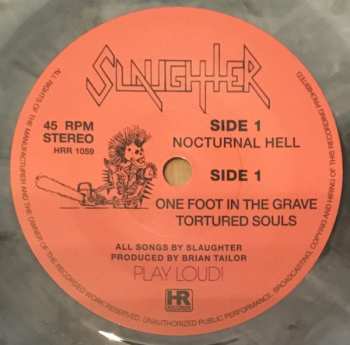 SLAUGHTER
45 RPM
STEREO
HRR 1059
SIDE 1
NOCTURNAL HELL
SIDE 1
ONE FOOT IN THE GRAVE
TORTURED SOULS
ALL SONGS BY SLAUGHTER
PRODUCED BY BRIAN TAILOR
PLAY LOUD!
HR
RECORDS
ALL RIGHTS OF THE MANUFACTURER AND THE OWNER OF THE RECORDED WORK RESERVED. UNAUTHORIZED PUBLIC PERFORMANCE, BROADCASTING, COPYING AND HIRING OF THIS RECORDING PROHIBITED.